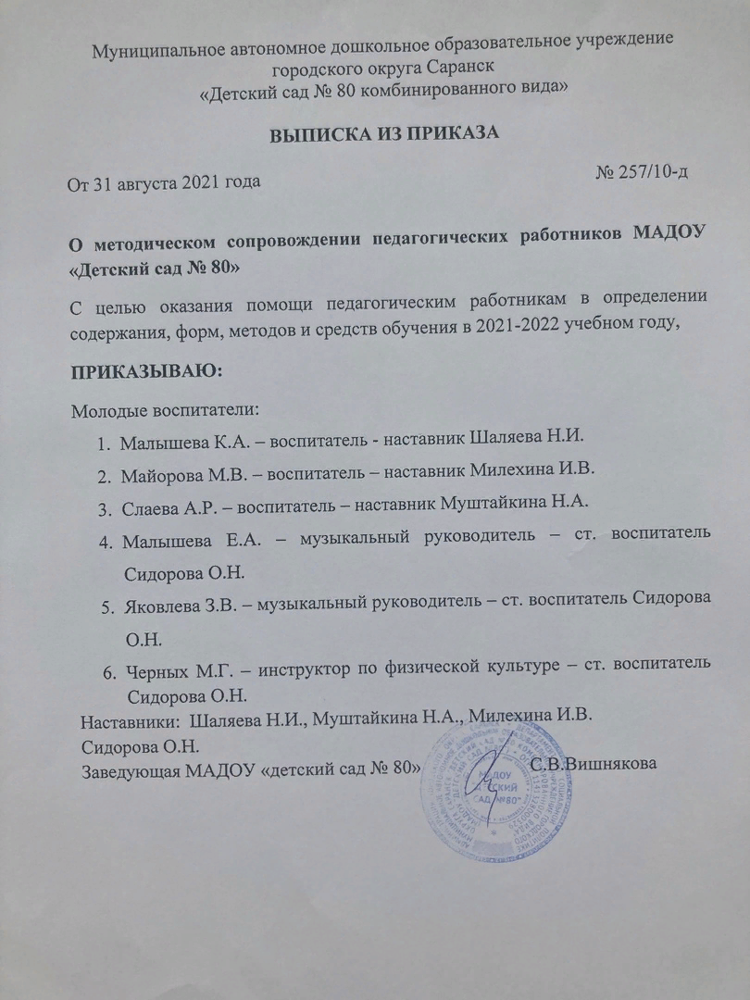 Муниципальное автономное дошкольное образовательное учреждение
городского округа Саранск
«Детский сад № 80 комбинированного вида»
ВЫПИСКА ИЗ ПРИКАЗА
От 31 августа 2021 года № 257/10-д
О методическом сопровождении педагогических работников МАДОУ
«Детский сад № 80»
С целью оказания помощи педагогическим работникам в определении
содержания, форм, методов и средств обучения в 2021-2022 учебном году,
ПРИКАЗЫВАЮ:
Молодые воспитатели:
1. Малышева К.А. – воспитатель - наставник Шаляева Н.И.
2. Майорова М.В. – воспитатель – наставник Милехина И.В.
3. Слаева А.Р. – воспитатель – наставник Муштайкина Н.А.
4. Малышева Е.А. – музыкальный руководитель – ст. воспитатель
Сидорова О.Н.
5. Яковлева З.В. – музыкальный руководитель – ст. воспитатель Сидорова
О.Н.
6. Черных М.Г. – инструктор по физической культуре – ст. воспитатель
Сидорова О.Н.
Наставники: Шаляева Н.И., Муштайкина Н.А., Милехина И.В.
Сидорова О.Н.
Заведующая МАДОУ «детский сад № 80» С.В.Вишнякова
МАДОУ
"ДЕТСКИЙ
САД №80"